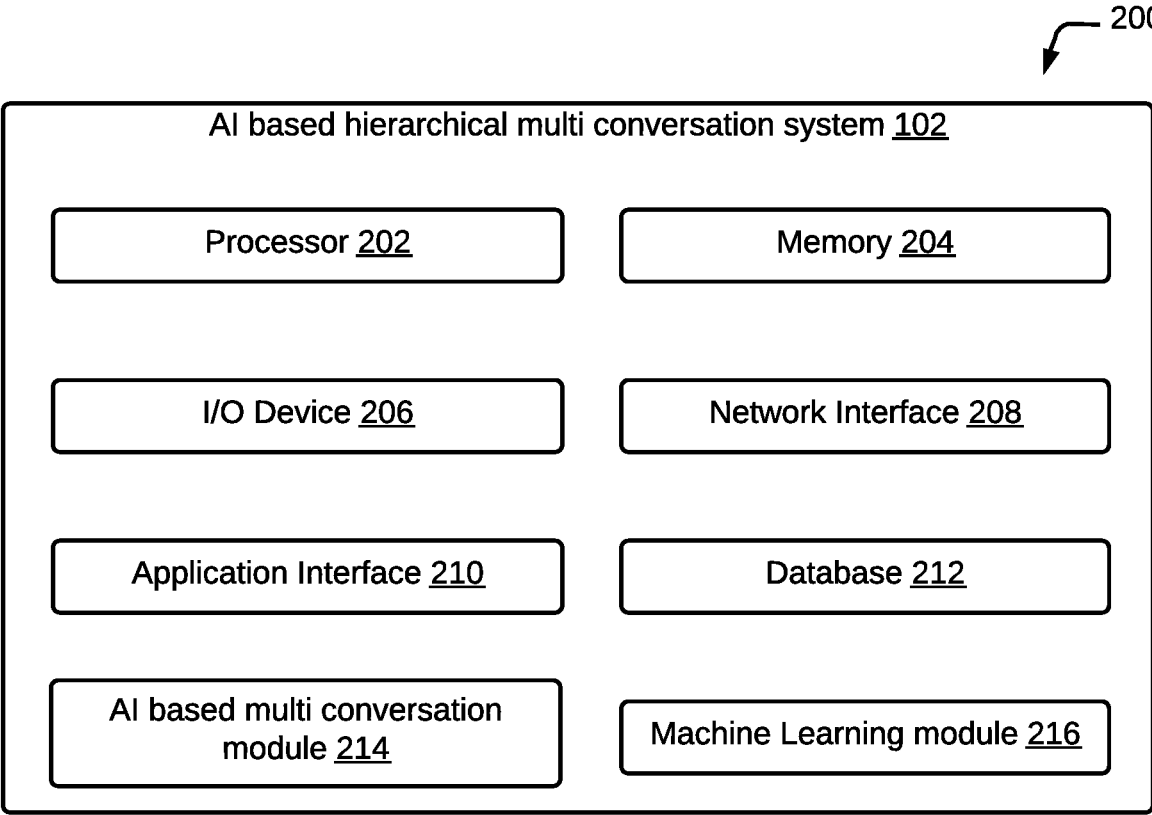 200
AI based hierarchical multi conversation system 102
Processor 202
Memory 204
I/O Device 206
Network Interface 208
Application Interface 210
Database 212
AI based multi conversation
module 214
Machine Learning module 216